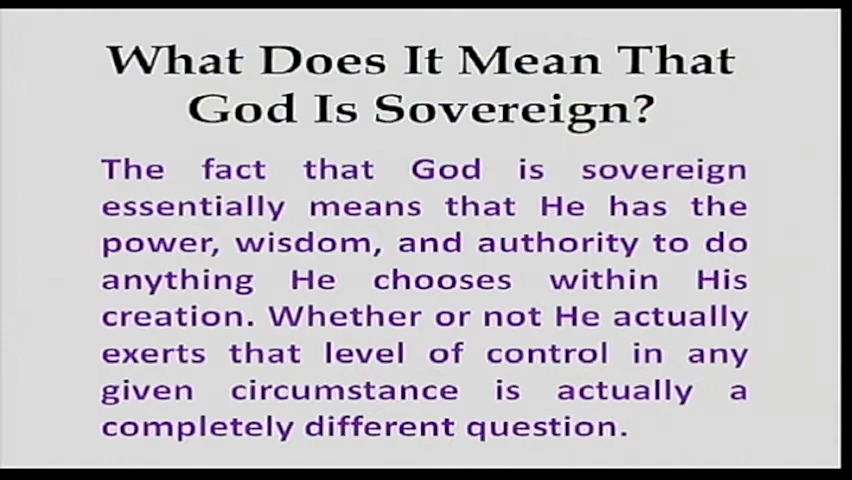 What Does It Mean That
God Is Sovereign?
The fact that God is sovereign
essentially means that He has the
power, wisdom, and authority to do
anything He chooses within His
creation. Whether or not He actually
exerts that level of control in any
given circumstance is actually a
completely different question.